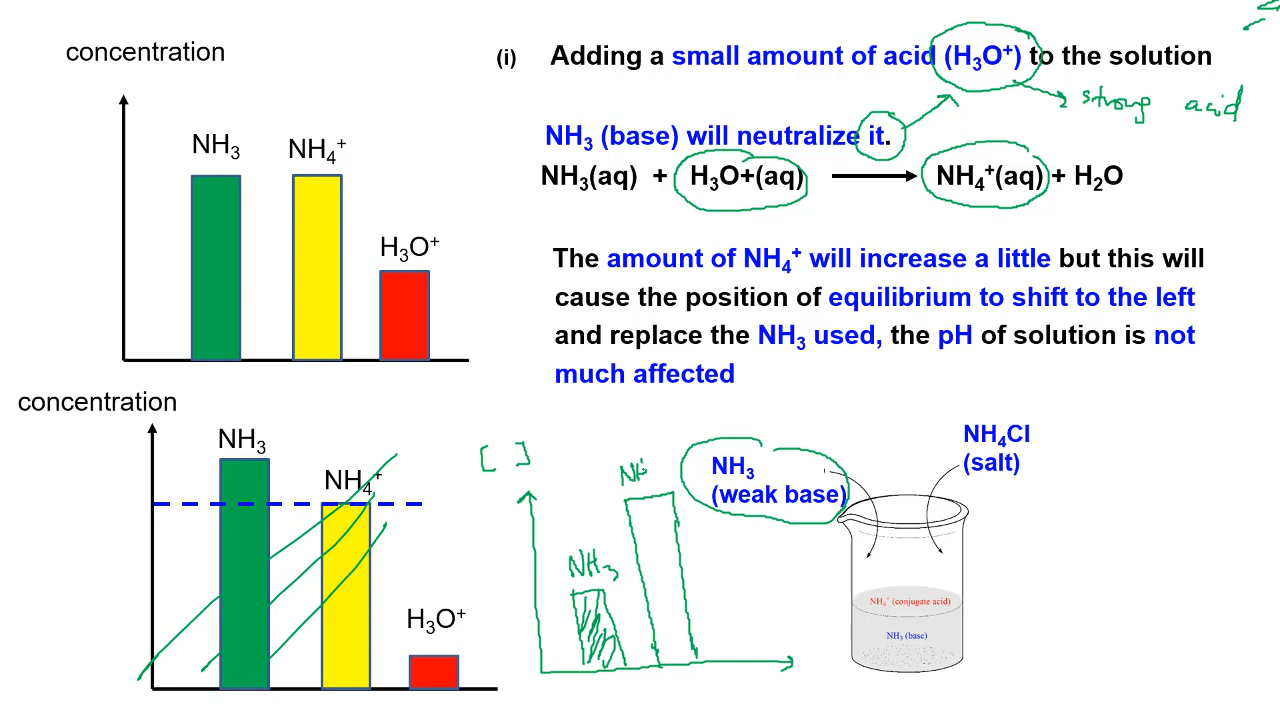 concentration
NH₃
NH₄⁺
H₃O⁺
(i) Adding a small amount of acid (H₃O⁺) to the solution
strong acid
NH₃ (base) will neutralize it.
NH₃(aq) + H₃O+(aq) NH₄⁺(aq) + H₂O
The amount of NH₄⁺ will increase a little but this will
cause the position of equilibrium to shift to the left
and replace the NH₃ used, the pH of solution is not
much affected
concentration
NH₃
NH₄⁺
H₃O⁺
[ ]
NH₃
NH₃
(weak base)
NH₄Cl
(salt)
NH₄⁺ (conjugate acid)
NH₃ (base)